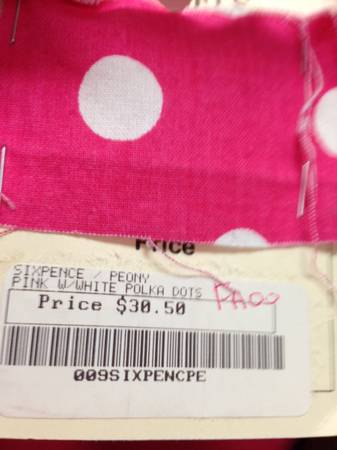 Price
SIXPENCE / PEONY
PINK W/WHITE POLKA DOTS
Price $30.50
009SIXPENCPE